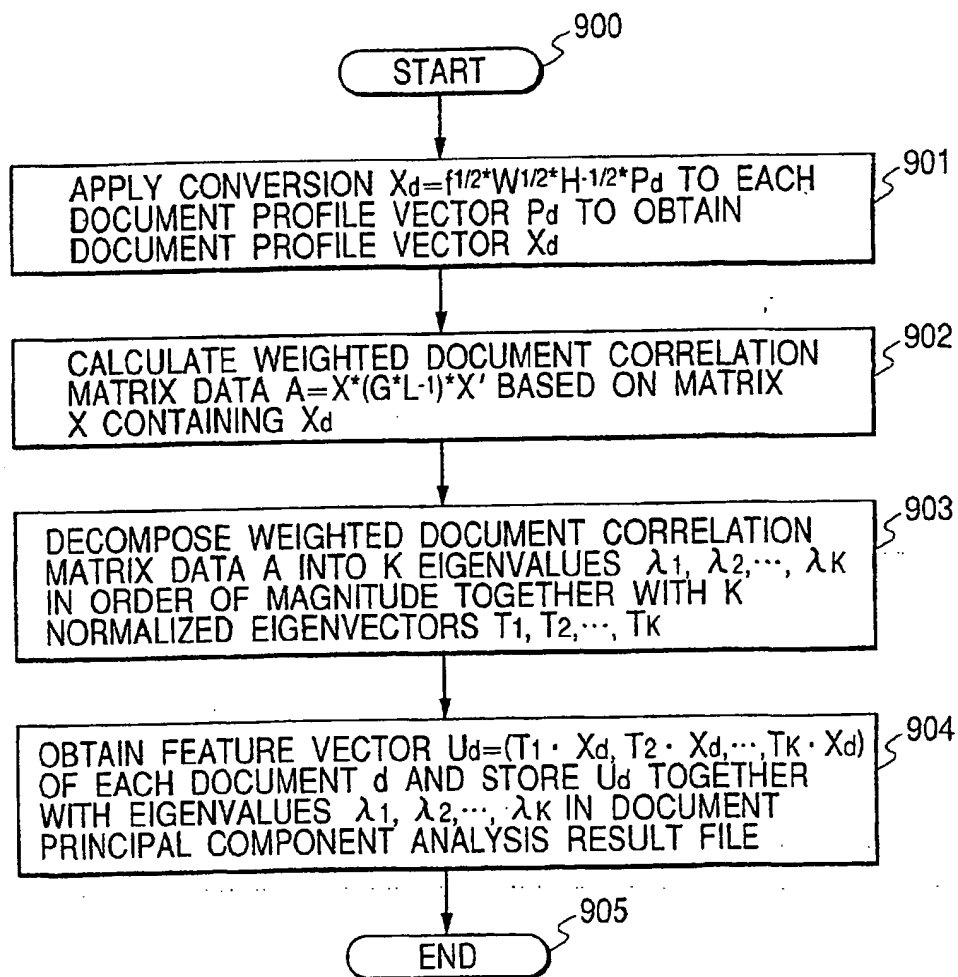 900
START
901
APPLY CONVERSION Xd=f1/2*W1/2*H-1/2*Pd TO EACH
DOCUMENT PROFILE VECTOR Pd TO OBTAIN
DOCUMENT PROFILE VECTOR Xd
902
CALCULATE WEIGHTED DOCUMENT CORRELATION
MATRIX DATA A=X*(G*L-1)*X' BASED ON MATRIX
X CONTAINING Xd
903
DECOMPOSE WEIGHTED DOCUMENT CORRELATION
MATRIX DATA A INTO K EIGENVALUES λ1, λ2,⋯, λK
IN ORDER OF MAGNITUDE TOGETHER WITH K
NORMALIZED EIGENVECTORS T1, T2,⋯, TK
904
OBTAIN FEATURE VECTOR Ud=(T1 · Xd, T2 · Xd,⋯,TK · Xd)
OF EACH DOCUMENT d AND STORE Ud TOGETHER
WITH EIGENVALUES λ1, λ2,⋯, λK IN DOCUMENT
PRINCIPAL COMPONENT ANALYSIS RESULT FILE
905
END